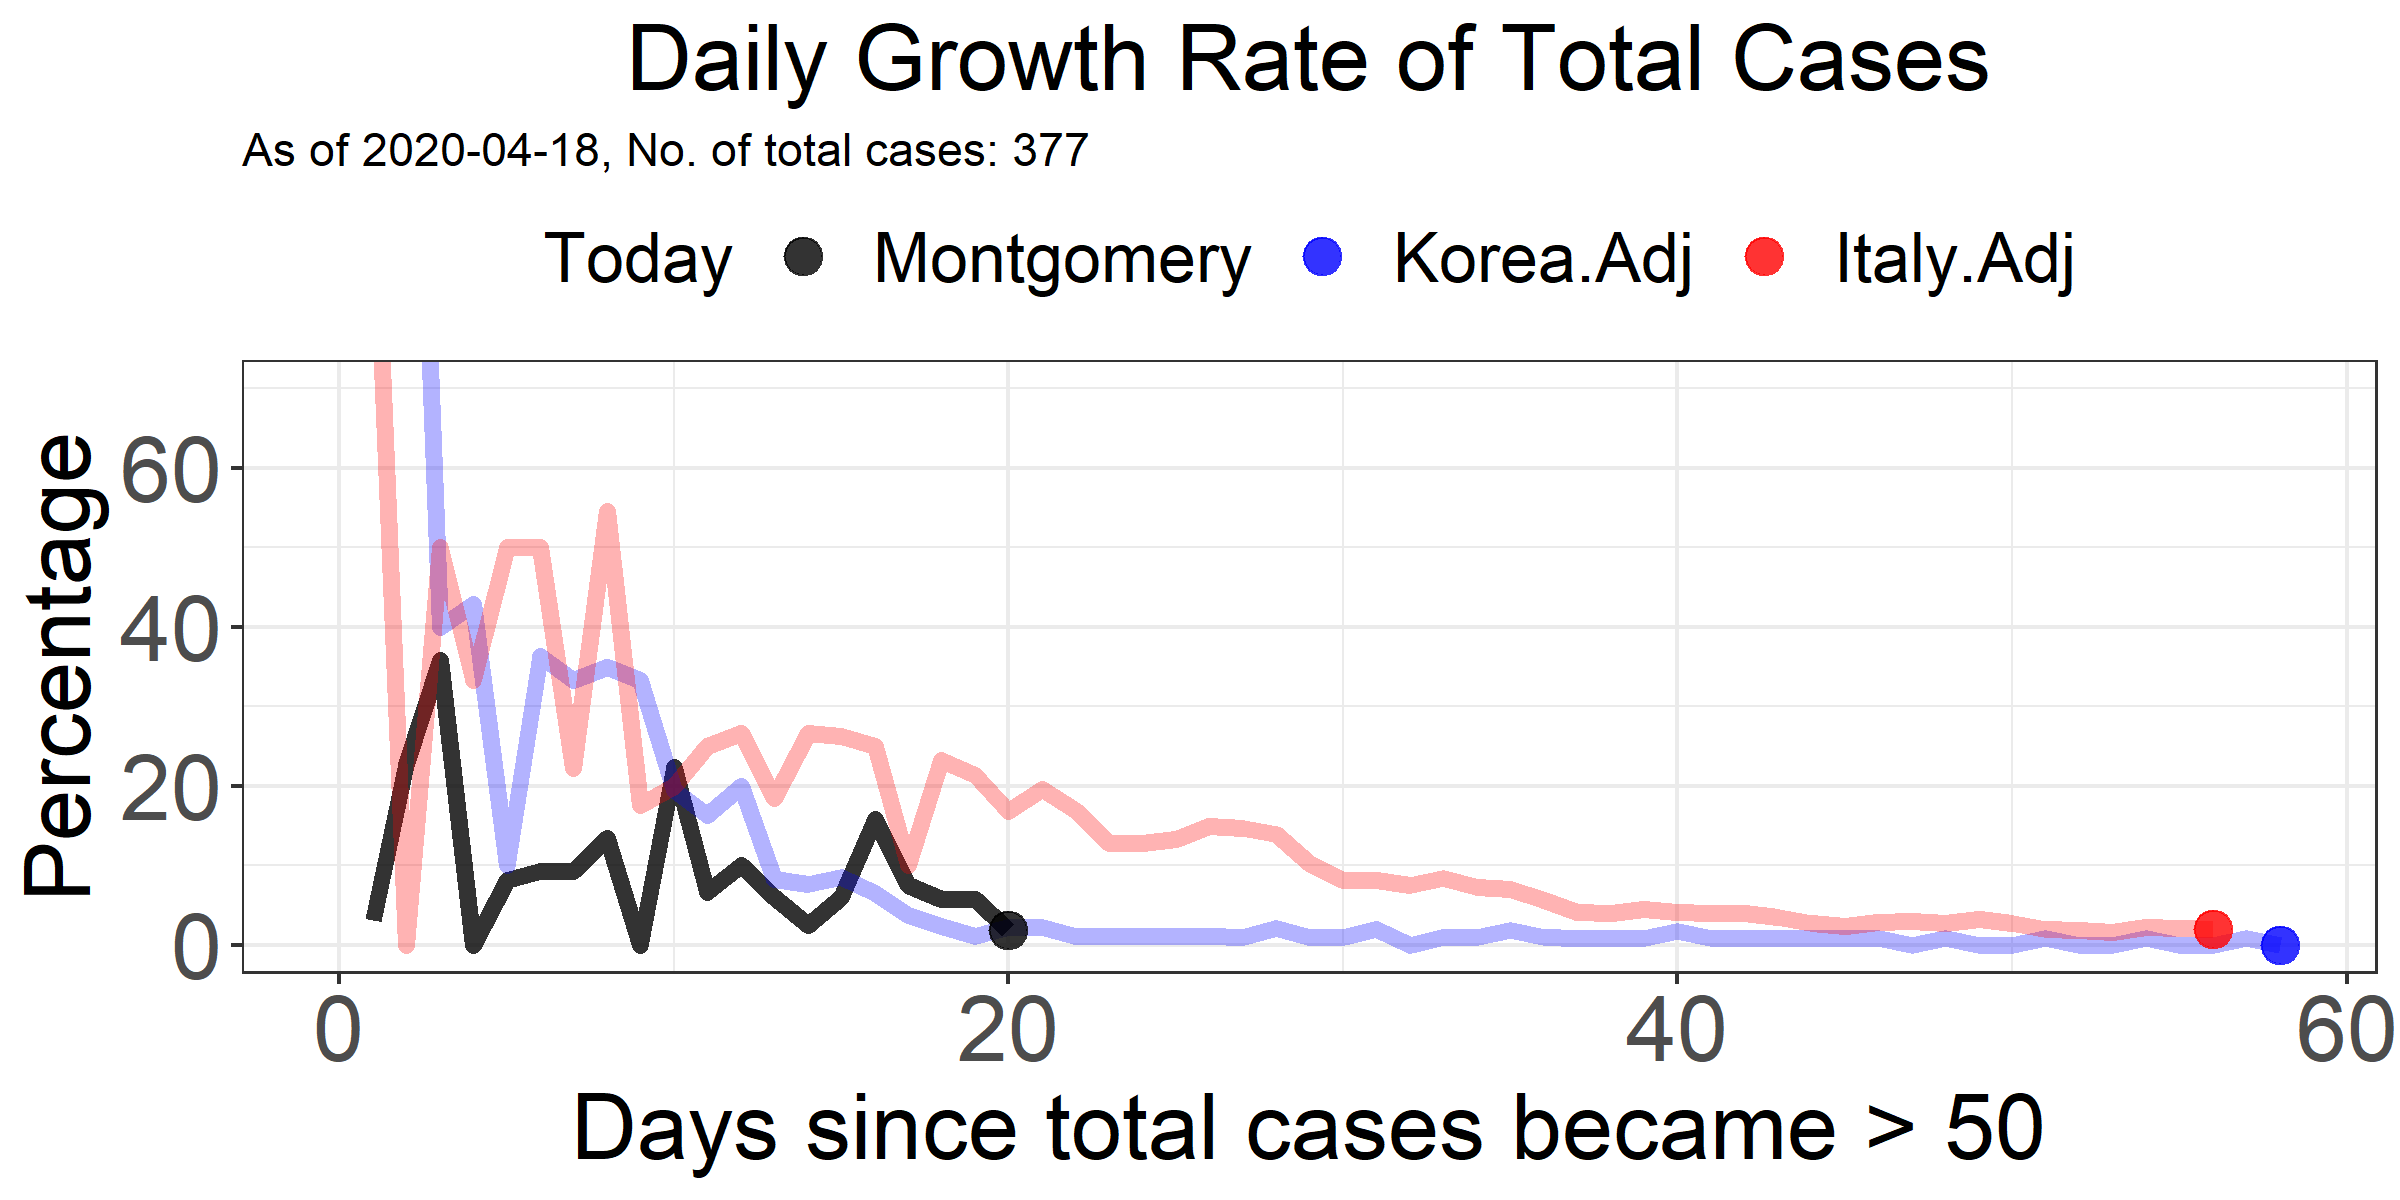 Daily Growth Rate of Total Cases
As of 2020-04-18, No. of total cases: 377
Today Montgomery Korea.Adj Italy.Adj
Percentage
60
40
20
0
0 20 40 60
Days since total cases became > 50